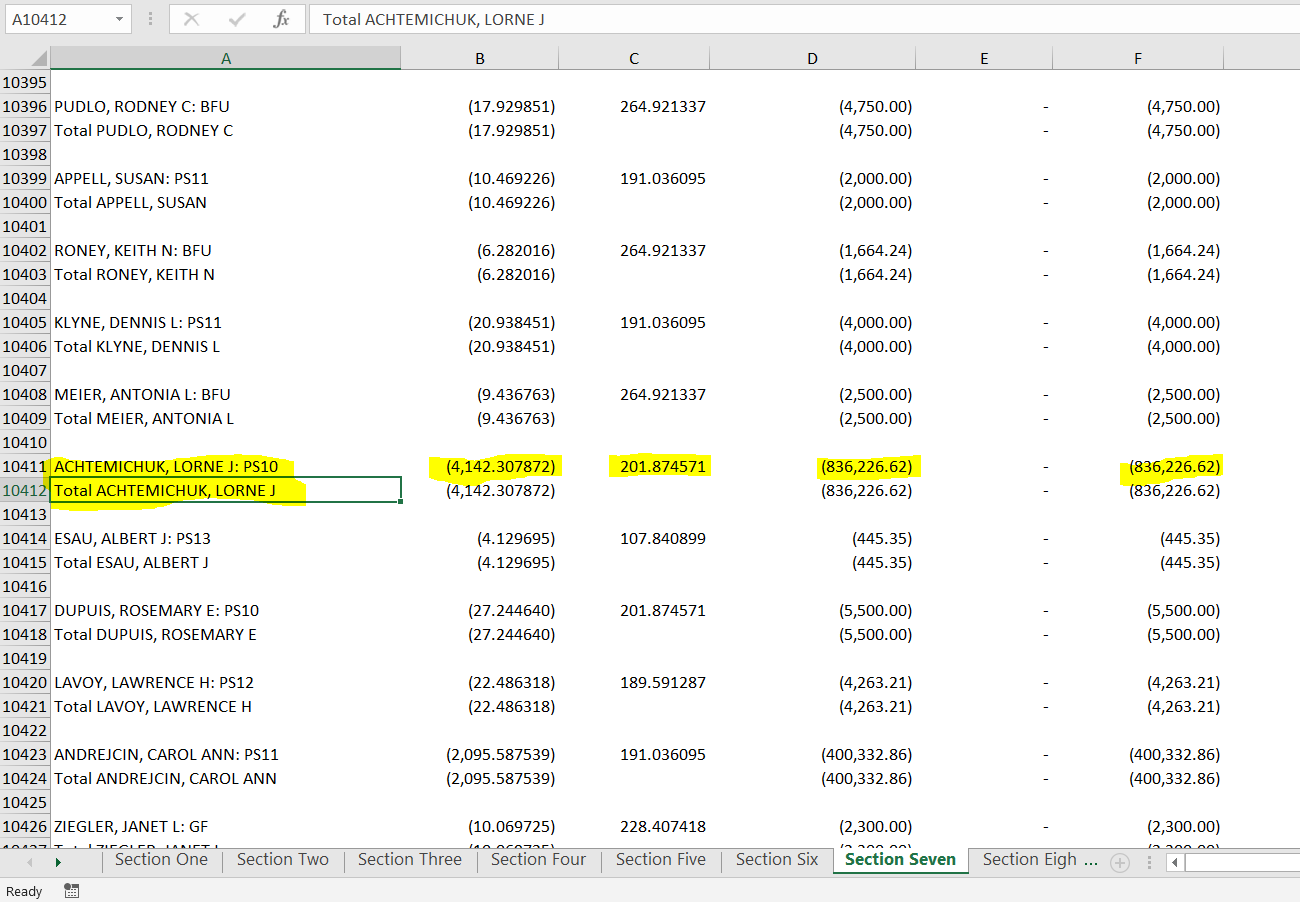 A10412 fx Total ACHTEMICHUK, LORNE J
A B C D E F
10395
10396 PUDLO, RODNEY C: BFU (17.929851) 264.921337 (4,750.00) - (4,750.00)
10397 Total PUDLO, RODNEY C (17.929851) (4,750.00) - (4,750.00)
10398
10399 APPELL, SUSAN: PS11 (10.469226) 191.036095 (2,000.00) - (2,000.00)
10400 Total APPELL, SUSAN (10.469226) (2,000.00) - (2,000.00)
10401
10402 RONEY, KEITH N: BFU (6.282016) 264.921337 (1,664.24) - (1,664.24)
10403 Total RONEY, KEITH N (6.282016) (1,664.24) - (1,664.24)
10404
10405 KLYNE, DENNIS L: PS11 (20.938451) 191.036095 (4,000.00) - (4,000.00)
10406 Total KLYNE, DENNIS L (20.938451) (4,000.00) - (4,000.00)
10407
10408 MEIER, ANTONIA L: BFU (9.436763) 264.921337 (2,500.00) - (2,500.00)
10409 Total MEIER, ANTONIA L (9.436763) (2,500.00) - (2,500.00)
10410
10411 ACHTEMICHUK, LORNE J: PS10 (4,142.307872) 201.874571 (836,226.62) - (836,226.62)
10412 Total ACHTEMICHUK, LORNE J (4,142.307872) (836,226.62) - (836,226.62)
10413
10414 ESAU, ALBERT J: PS13 (4.129695) 107.840899 (445.35) - (445.35)
10415 Total ESAU, ALBERT J (4.129695) (445.35) - (445.35)
10416
10417 DUPUIS, ROSEMARY E: PS10 (27.244640) 201.874571 (5,500.00) - (5,500.00)
10418 Total DUPUIS, ROSEMARY E (27.244640) (5,500.00) - (5,500.00)
10419
10420 LAVOY, LAWRENCE H: PS12 (22.486318) 189.591287 (4,263.21) - (4,263.21)
10421 Total LAVOY, LAWRENCE H (22.486318) (4,263.21) - (4,263.21)
10422
10423 ANDREJCIN, CAROL ANN: PS11 (2,095.587539) 191.036095 (400,332.86) - (400,332.86)
10424 Total ANDREJCIN, CAROL ANN (2,095.587539) (400,332.86) - (400,332.86)
10425
10426 ZIEGLER, JANET L: GF (10.069725) 228.407418 (2,300.00) - (2,300.00)
Section One Section Two Section Three Section Four Section Five Section Six Section Seven Section Eigh ...
Ready